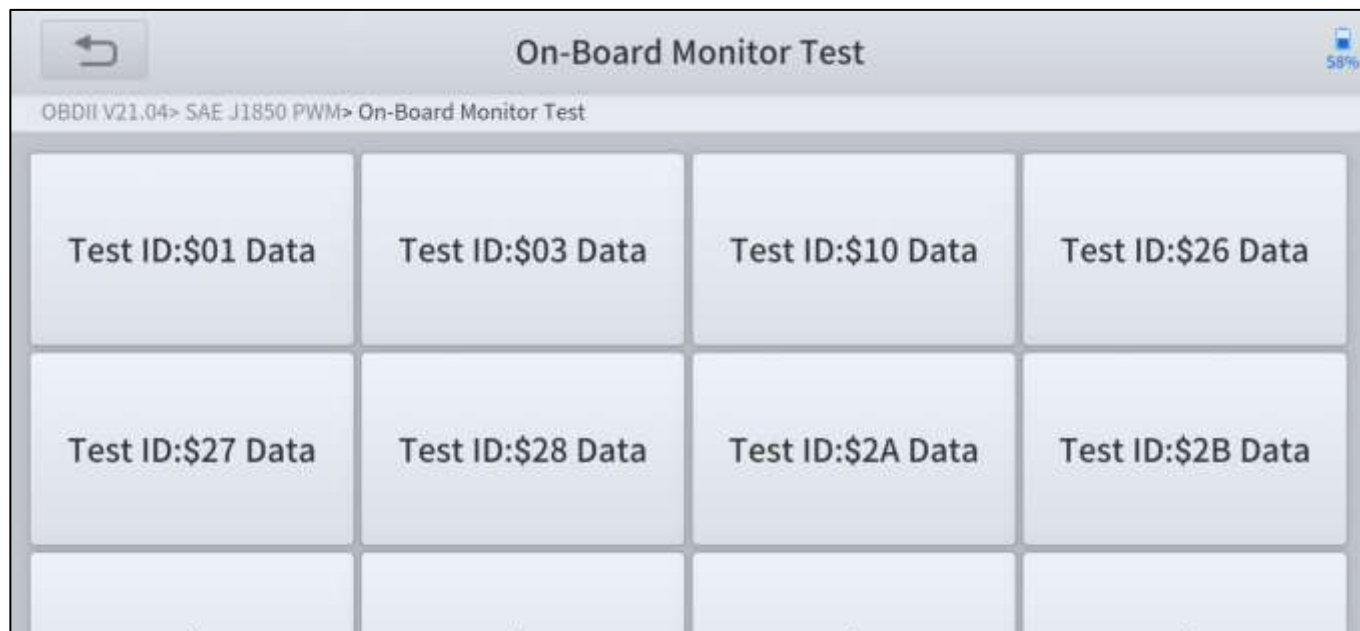 On-Board Monitor Test
58%
OBDII V21.04> SAE J1850 PWM> On-Board Monitor Test
Test ID:$01 Data
Test ID:$03 Data
Test ID:$10 Data
Test ID:$26 Data
Test ID:$27 Data
Test ID:$28 Data
Test ID:$2A Data
Test ID:$2B Data